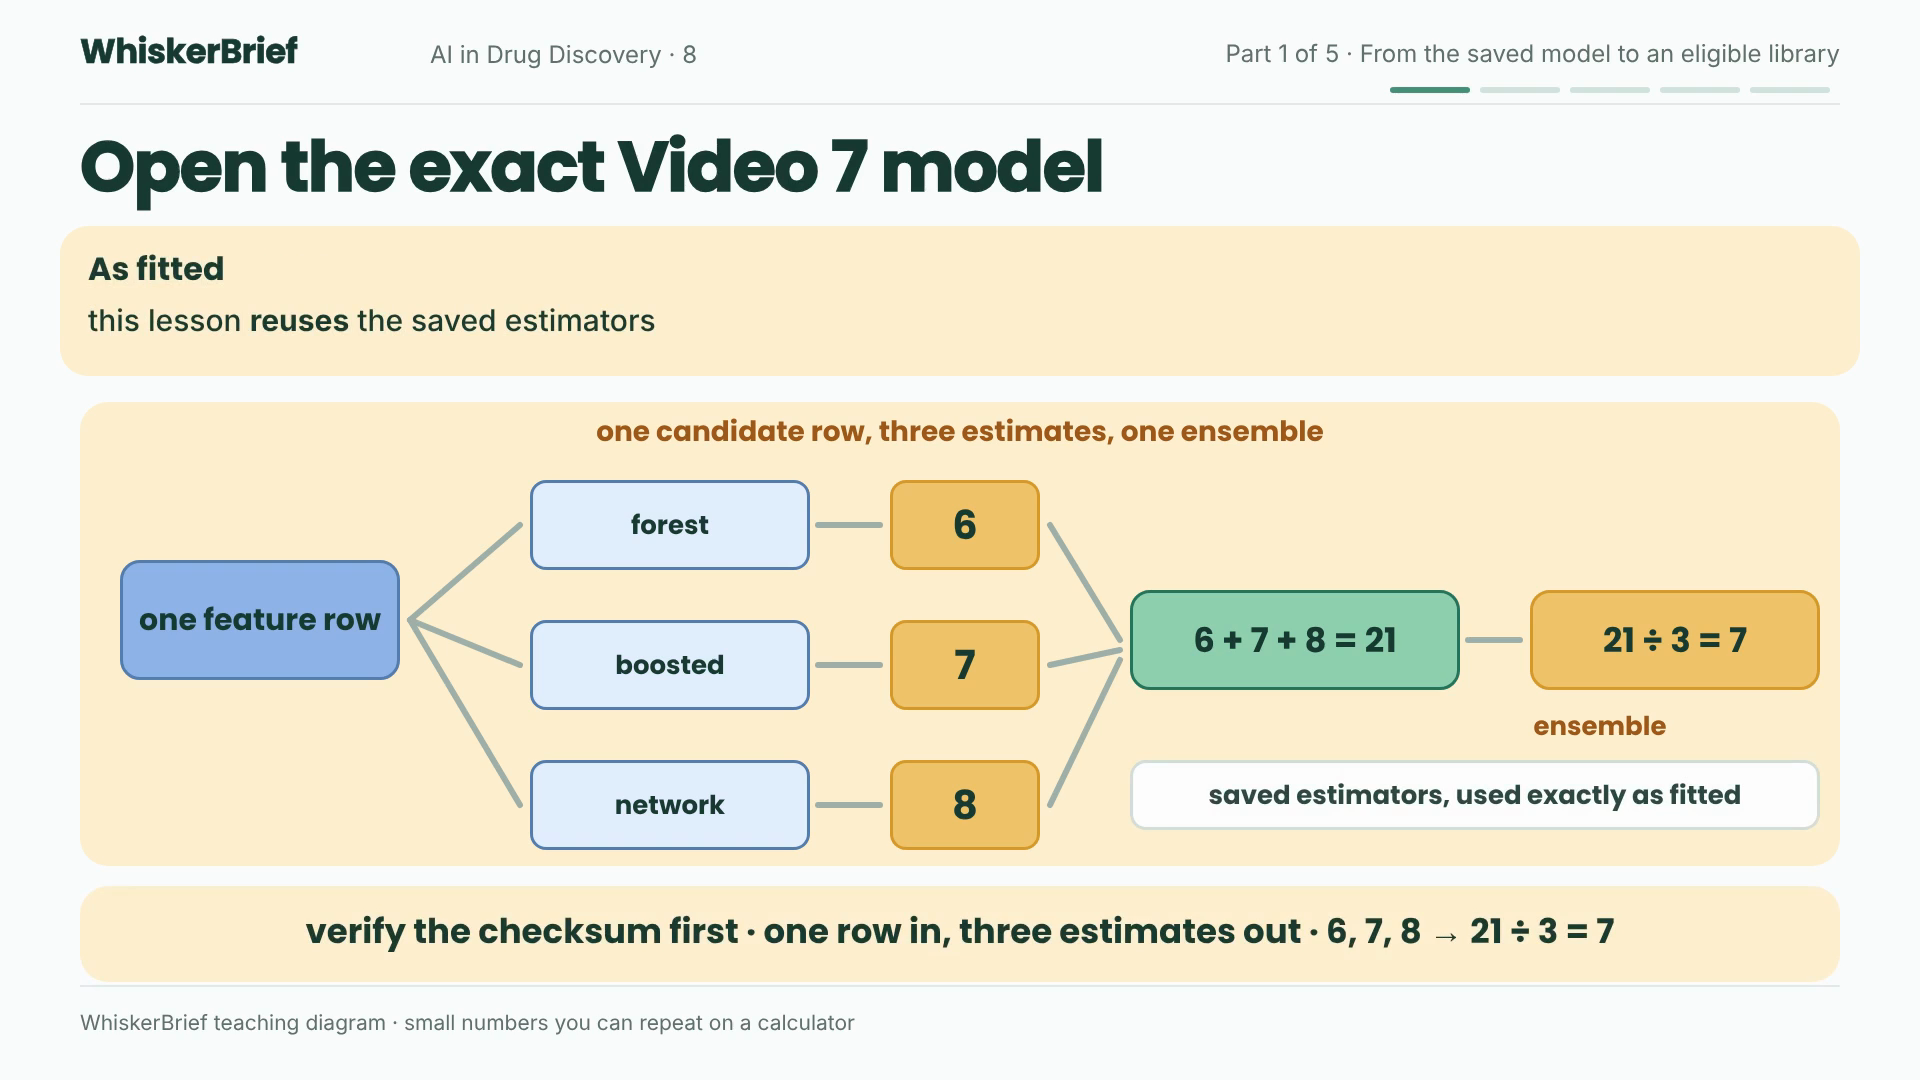 WhiskerBrief
AI in Drug Discovery · 8
Part 1 of 5 · From the saved model to an eligible library
Open the exact Video 7 model
As fitted
this lesson reuses the saved estimators
one candidate row, three estimates, one ensemble
one feature row
forest
6
boosted
7
network
8
6 + 7 + 8 = 21
21 ÷ 3 = 7
ensemble
saved estimators, used exactly as fitted
verify the checksum first · one row in, three estimates out · 6, 7, 8 → 21 ÷ 3 = 7
WhiskerBrief teaching diagram · small numbers you can repeat on a calculator